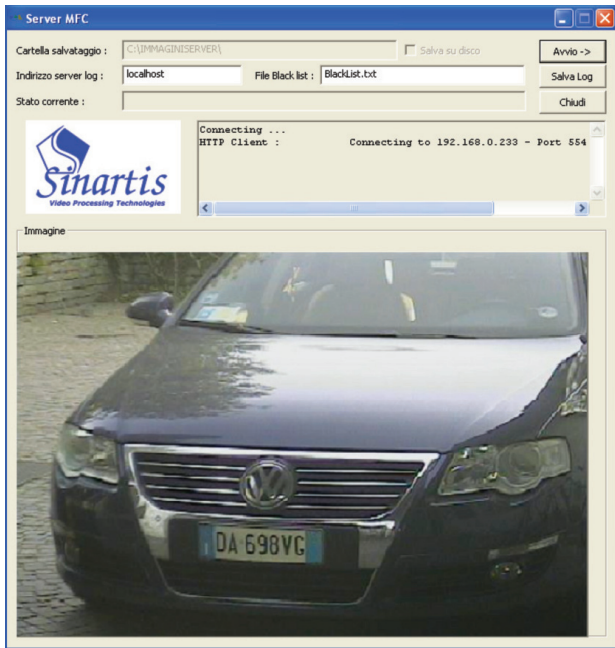 Server MFC
Cartella salvataggio :
C:\IMMAGINISERVER\
Salva su disco
Avvio ->
Indirizzo server log :
localhost
File Black list :
BlackList.txt
Salva Log
Stato corrente :
Chiudi
Sinartis
Video Processing Technologies
Connecting ...
HTTP Client : Connecting to 192.168.0.233 - Port 554
Immagine
DA 698VG